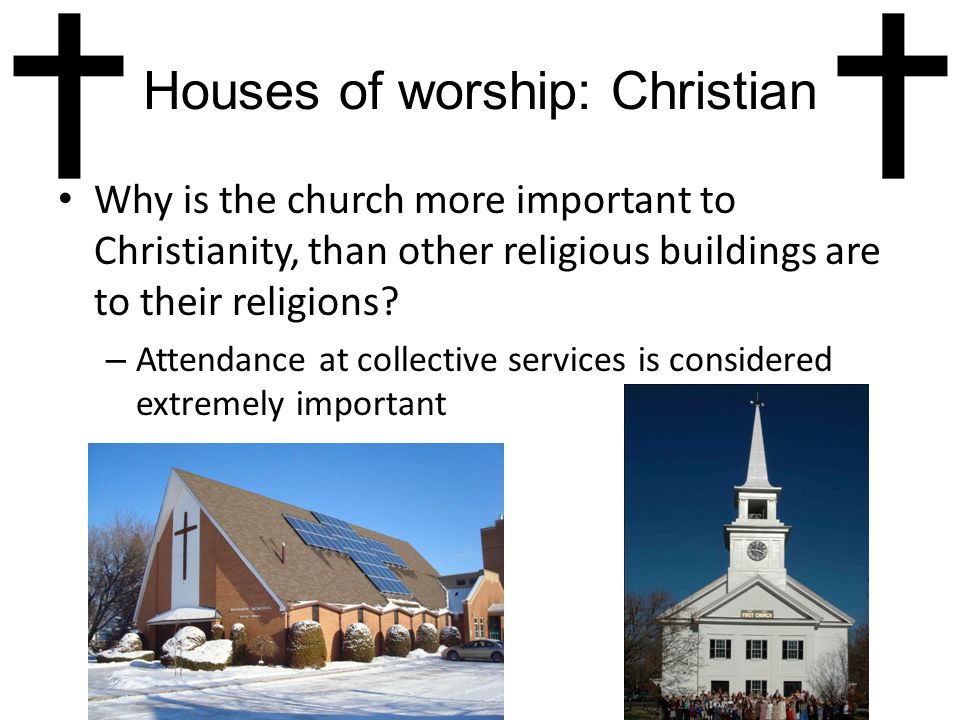 Houses of worship: Christian
• Why is the church more important to
Christianity, than other religious buildings are
to their religions?
– Attendance at collective services is considered
extremely important
MEMORIAL
FIRST CHURCH